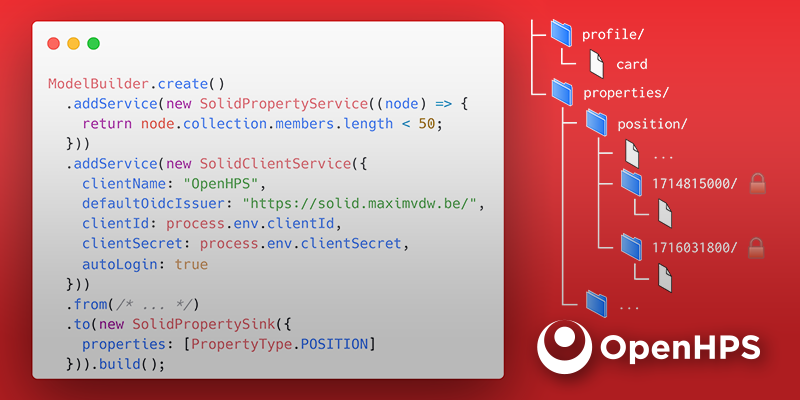 ModelBuilder.create()
.addService(new SolidPropertyService((node) => {
return node.collection.members.length < 50;
}))
.addService(new SolidClientService({
clientName: "OpenHPS",
defaultOidcIssuer: "https://solid.maximvdw.be/",
clientId: process.env.clientId,
clientSecret: process.env.clientSecret,
autoLogin: true
}))
.from(/* ... */)
.to(new SolidPropertySink({
properties: [PropertyType.POSITION]
})).build();
profile/
card
properties/
position/
...
1714815000/
1716031800/
...
OpenHPS